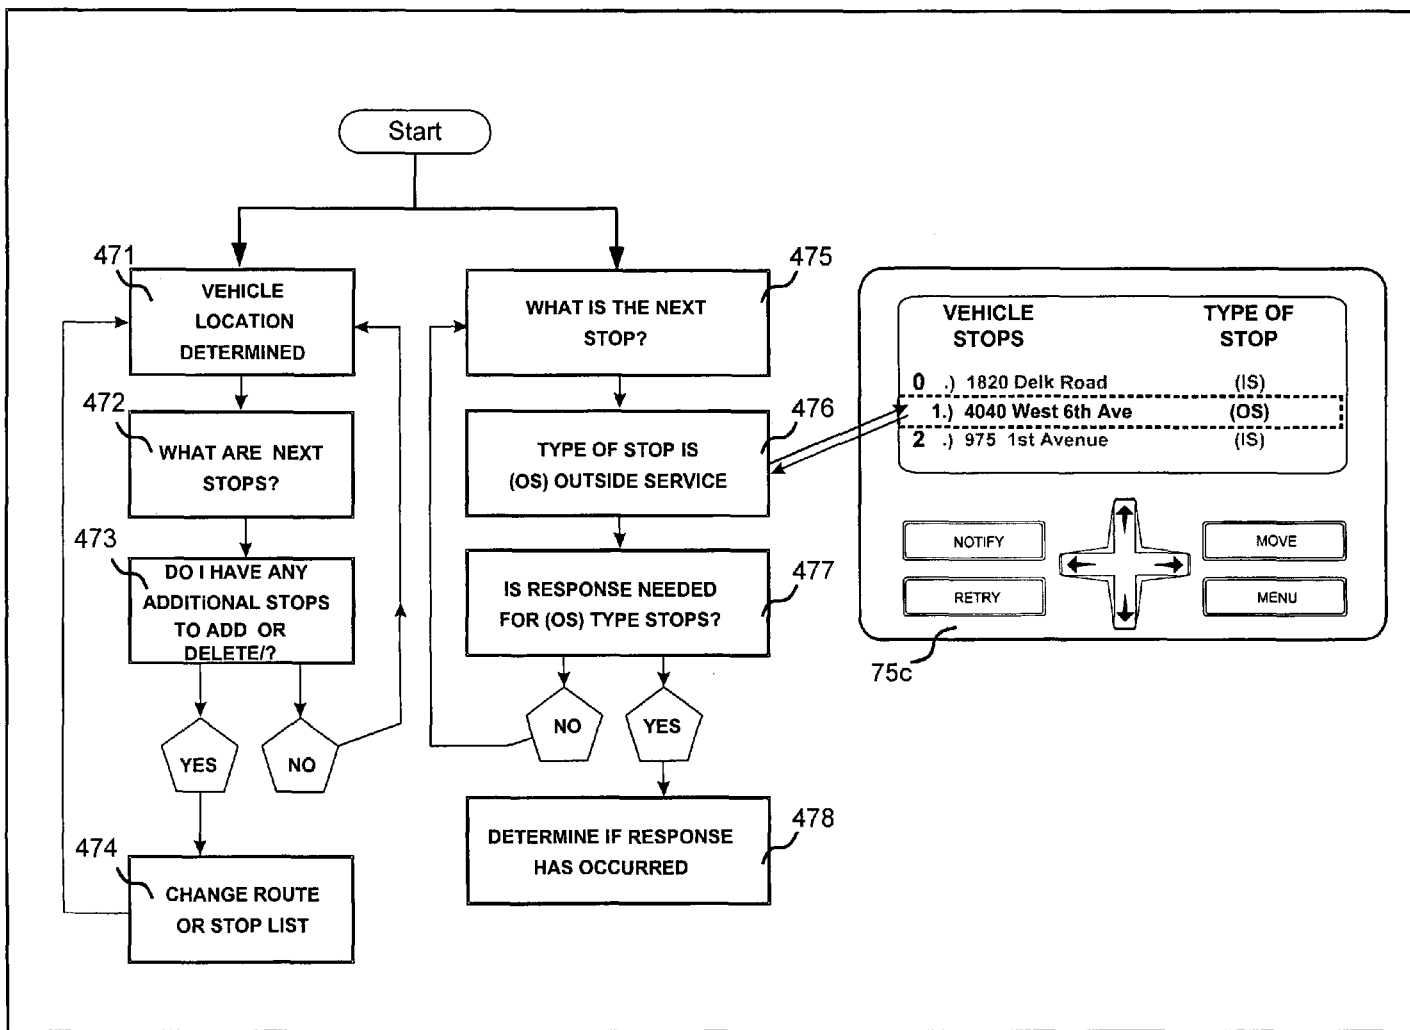 Start
471
VEHICLE
LOCATION
DETERMINED
472
WHAT ARE NEXT
STOPS?
473
DO I HAVE ANY
ADDITIONAL STOPS
TO ADD OR
DELETE/?
YES
NO
474
CHANGE ROUTE
OR STOP LIST
475
WHAT IS THE NEXT
STOP?
476
TYPE OF STOP IS
(OS) OUTSIDE SERVICE
477
IS RESPONSE NEEDED
FOR (OS) TYPE STOPS?
NO
YES
478
DETERMINE IF RESPONSE
HAS OCCURRED
VEHICLE
STOPS
TYPE OF
STOP
0 .) 1820 Delk Road (IS)
1.) 4040 West 6th Ave (OS)
2 .) 975 1st Avenue (IS)
NOTIFY
MOVE
RETRY
MENU
75c